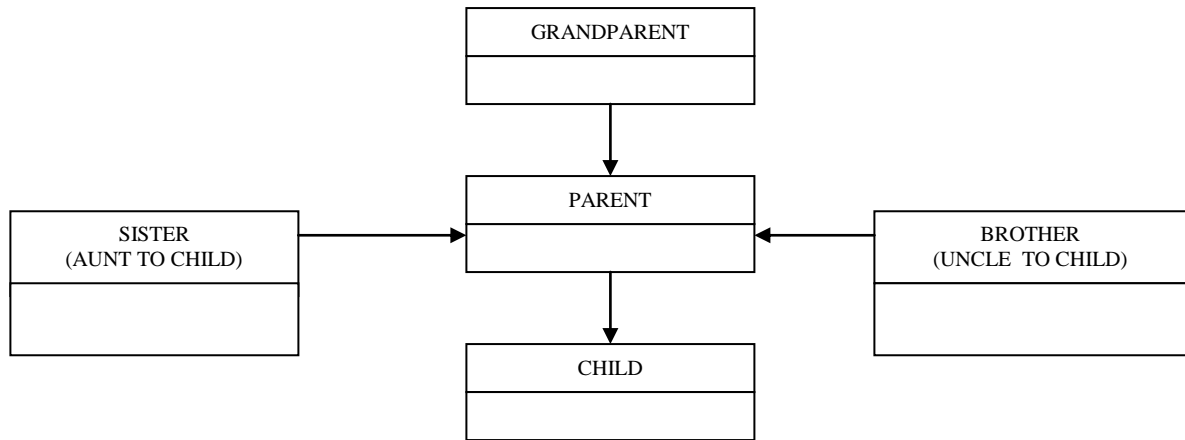 GRANDPARENT
PARENT
SISTER
(AUNT TO CHILD)
BROTHER
(UNCLE TO CHILD)
CHILD